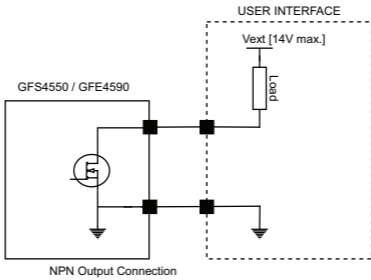 USER INTERFACE
Vext [14V max.]
Load
GFS4550 / GFE4590
NPN Output Connection